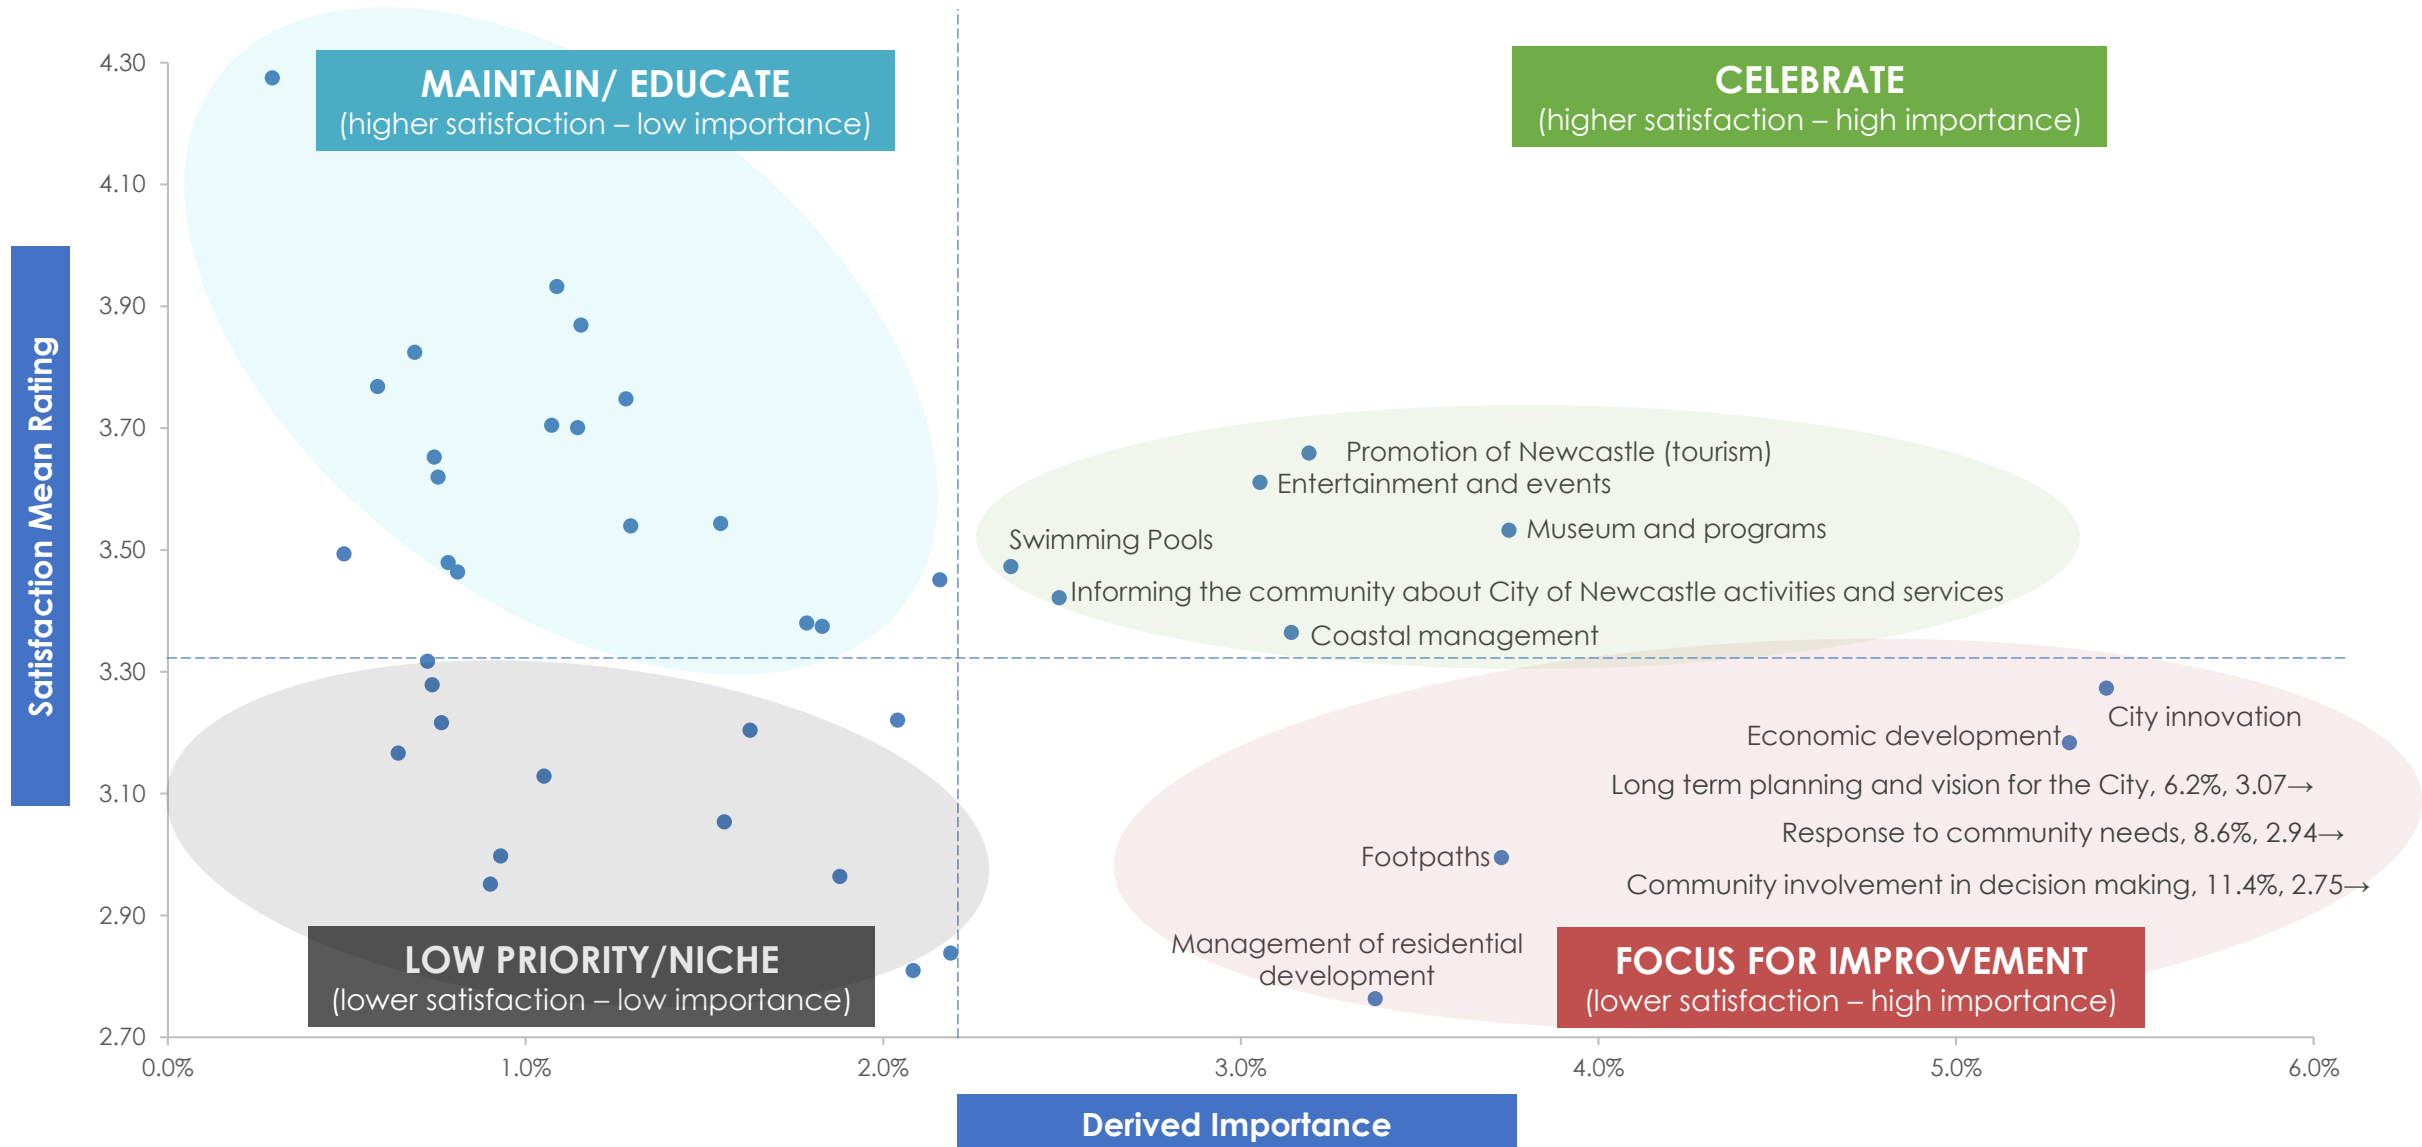 MAINTAIN/ EDUCATE
(higher satisfaction – low importance)
CELEBRATE
(higher satisfaction – high importance)
4.30
4.10
3.90
3.70
3.50
3.30
3.10
2.90
2.70
Satisfaction Mean Rating
Promotion of Newcastle (tourism)
Entertainment and events
Museum and programs
Swimming Pools
Informing the community about City of Newcastle activities and services
Coastal management
City innovation
Economic development
Long term planning and vision for the City, 6.2%, 3.07→
Response to community needs, 8.6%, 2.94→
Footpaths
Community involvement in decision making, 11.4%, 2.75→
Management of residential
development
LOW PRIORITY/NICHE
(lower satisfaction – low importance)
FOCUS FOR IMPROVEMENT
(lower satisfaction – high importance)
0.0%
1.0%
2.0%
3.0%
4.0%
5.0%
6.0%
Derived Importance